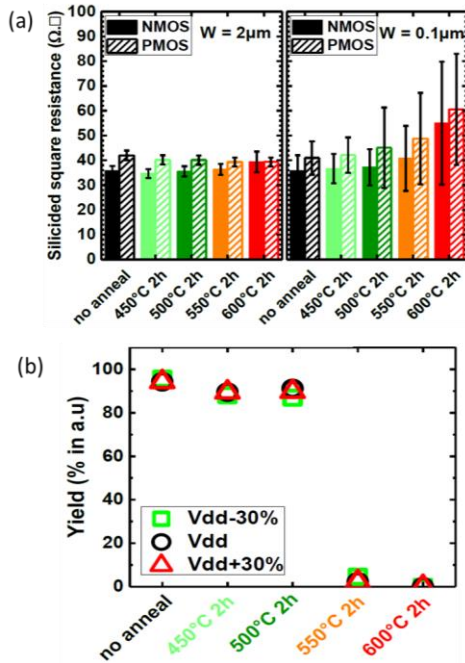 (a)
Silicided square resistance (Ω.□)
100
90
80
70
60
50
40
30
20
10
0
NMOS
PMOS
W = 2µm
NMOS
PMOS
W = 0.1µm
no anneal
450°C 2h
500°C 2h
550°C 2h
600°C 2h
no anneal
450°C 2h
500°C 2h
550°C 2h
600°C 2h
(b)
Yield (% in a.u)
100
80
60
40
20
0
Vdd-30%
Vdd
Vdd+30%
no anneal
450°C 2h
500°C 2h
550°C 2h
600°C 2h